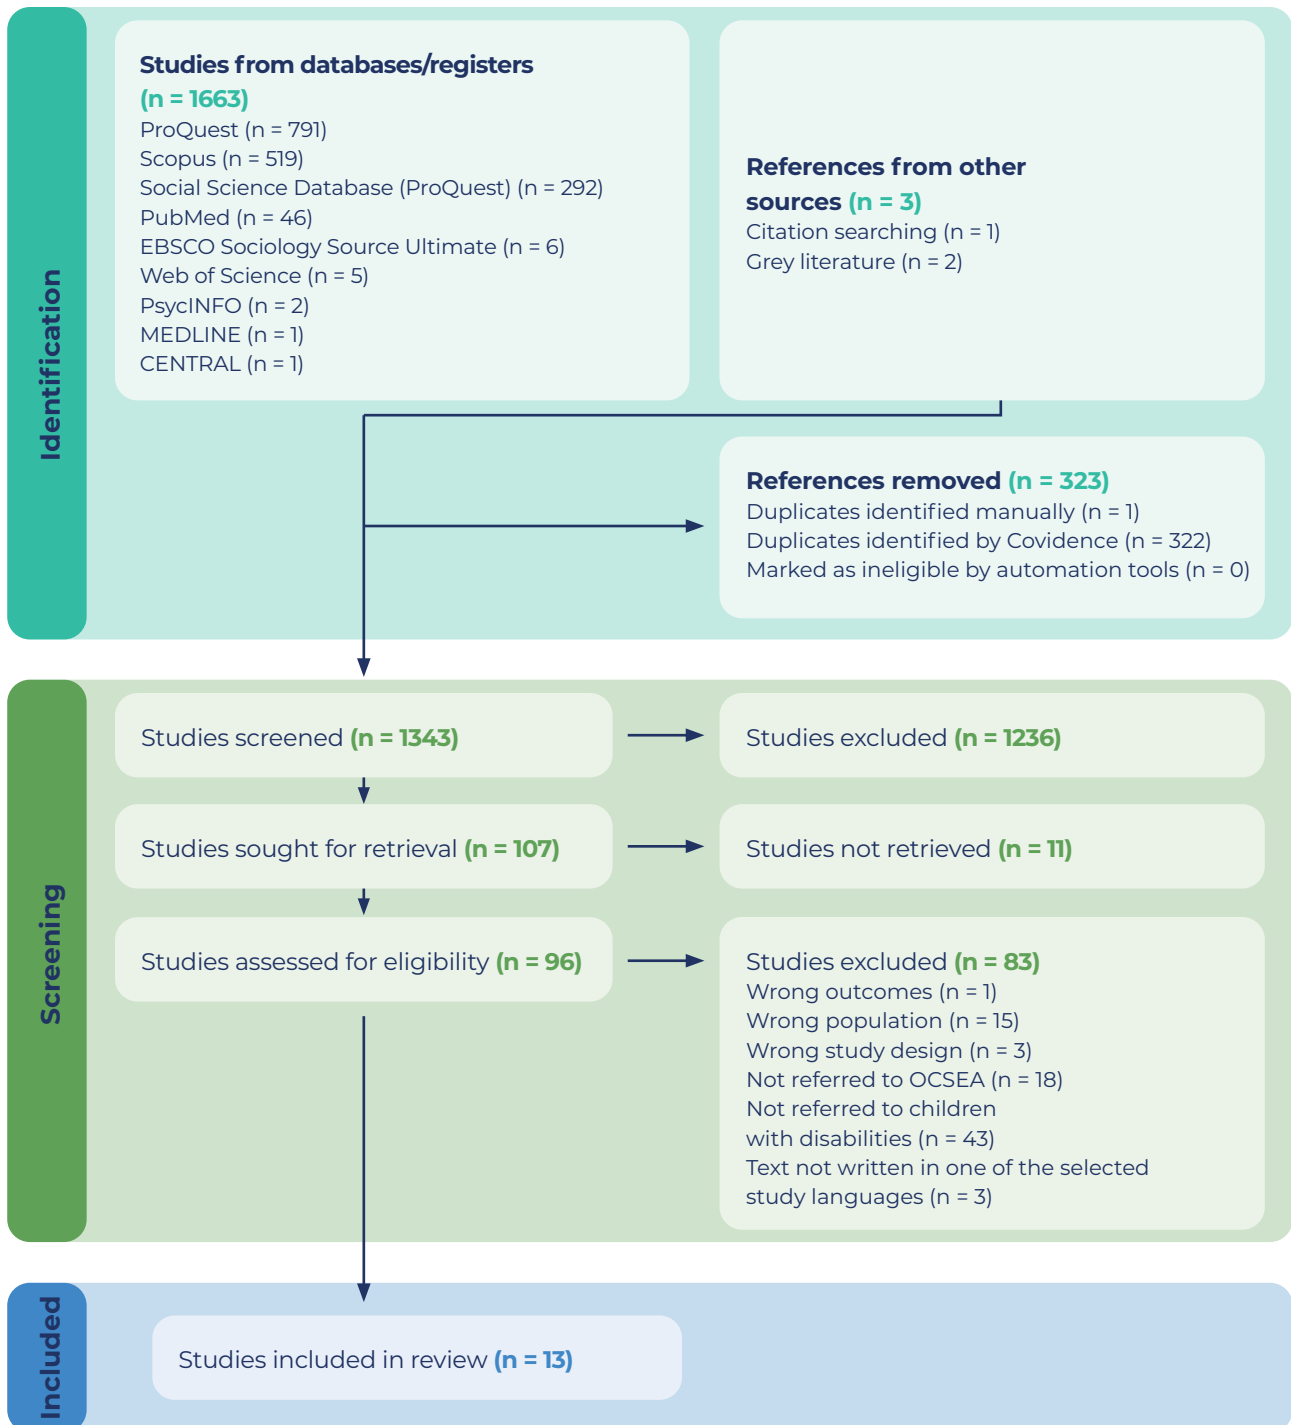 Identification
Studies from databases/registers
(n = 1663)
ProQuest (n = 791)
Scopus (n = 519)
Social Science Database (ProQuest) (n = 292)
PubMed (n = 46)
EBSCO Sociology Source Ultimate (n = 6)
Web of Science (n = 5)
PsycINFO (n = 2)
MEDLINE (n = 1)
CENTRAL (n = 1)
References from other
sources (n = 3)
Citation searching (n = 1)
Grey literature (n = 2)
References removed (n = 323)
Duplicates identified manually (n = 1)
Duplicates identified by Covidence (n = 322)
Marked as ineligible by automation tools (n = 0)
Screening
Studies screened (n = 1343)
Studies excluded (n = 1236)
Studies sought for retrieval (n = 107)
Studies not retrieved (n = 11)
Studies assessed for eligibility (n = 96)
Studies excluded (n = 83)
Wrong outcomes (n = 1)
Wrong population (n = 15)
Wrong study design (n = 3)
Not referred to OCSEA (n = 18)
Not referred to children
with disabilities (n = 43)
Text not written in one of the selected
study languages (n = 3)
Included
Studies included in review (n = 13)